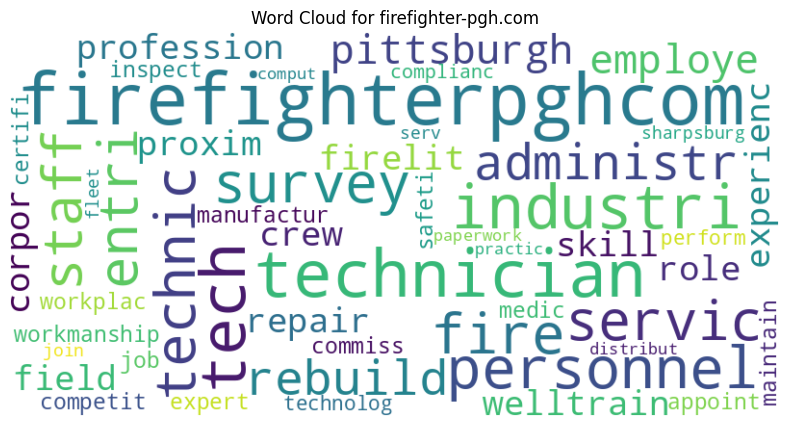 Word Cloud for firefighter-pgh.com
profession
pittsburgh
employe
inspect
comput
complianc
firefighterpghcom
certifi
staff
entri
proxim
serv
sharpsburg
firelit
administr
experienc
fleet
survey
safeti
industri
technic
tech
manufactur
crew
paperwork
practic
skill
perform
corpor
technician
role
workplac
repair
medic
servic
maintain
workmanship
join
job
commiss
fire
distribut
field
rebuild
personnel
competit
expert
technolog
welltrain
appoint